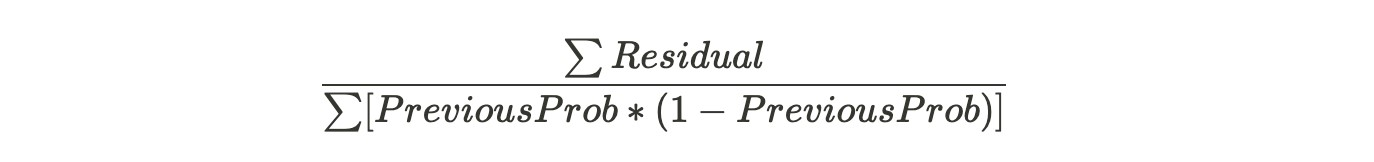 ∑ Residual
∑[PreviousProb * (1 − PreviousProb)]